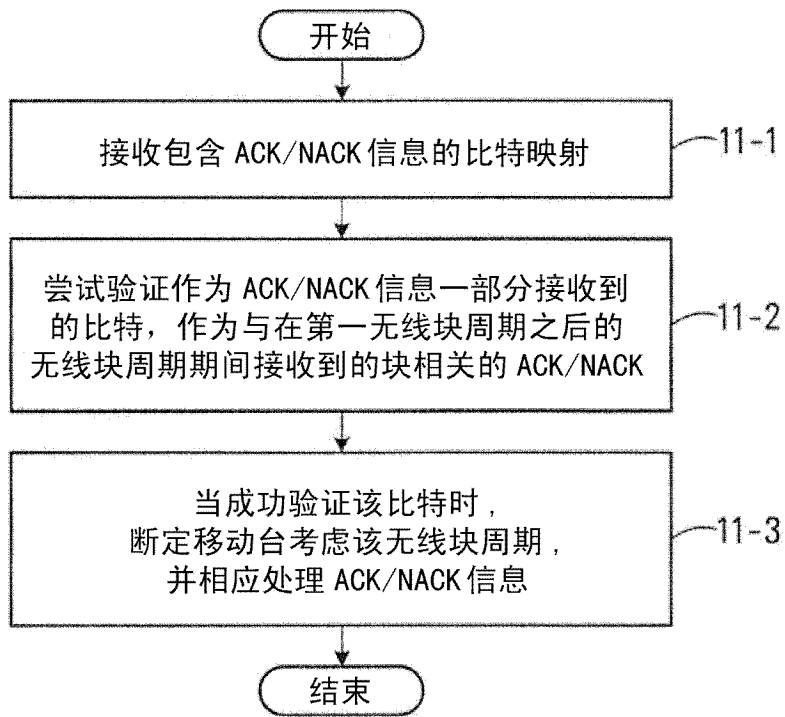 开始
接收包含 ACK/NACK 信息的比特映射
11-1
尝试验证作为 ACK/NACK 信息一部分接收到
的比特，作为与在第一无线块周期之后的
无线块周期期间接收到的块相关的 ACK/NACK
11-2
当成功验证该比特时，
断定移动台考虑该无线块周期，
并相应处理 ACK/NACK 信息
11-3
结束